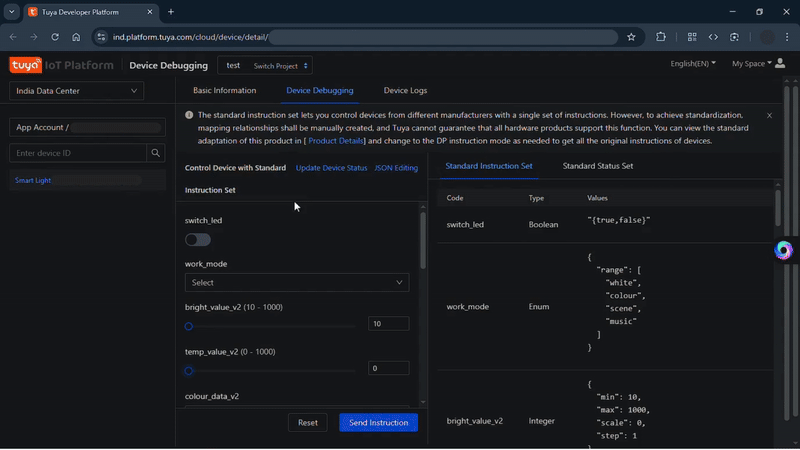 Tuya Developer Platform
ind.platform.tuya.com/cloud/device/detail/
tuya IoT Platform
Device Debugging
test Switch Project
English(EN)
My Space
India Data Center
Basic Information
Device Debugging
Device Logs
App Account /
Enter device ID
Smart Light
The standard instruction set lets you control devices from different manufacturers with a single set of instructions. However, to achieve standardization,
mapping relationships shall be manually created, and Tuya cannot guarantee that all hardware products support this function. You can view the standard
adaptation of this product in [ Product Details] and change to the DP instruction mode as needed to get all the original instructions of devices.
Control Device with Standard
Instruction Set
Update Device Status
JSON Editing
switch_led
work_mode
Select
bright_value_v2 (10 - 1000)
10
temp_value_v2 (0 - 1000)
0
colour_data_v2
Reset
Send Instruction
Standard Instruction Set
Standard Status Set
Code Type Values
switch_led Boolean "{true,false}"
work_mode Enum
{
"range": [
"white",
"colour",
"scene",
"music"
]
}
bright_value_v2 Integer
{
"min": 10,
"max": 1000,
"scale": 0,
"step": 1